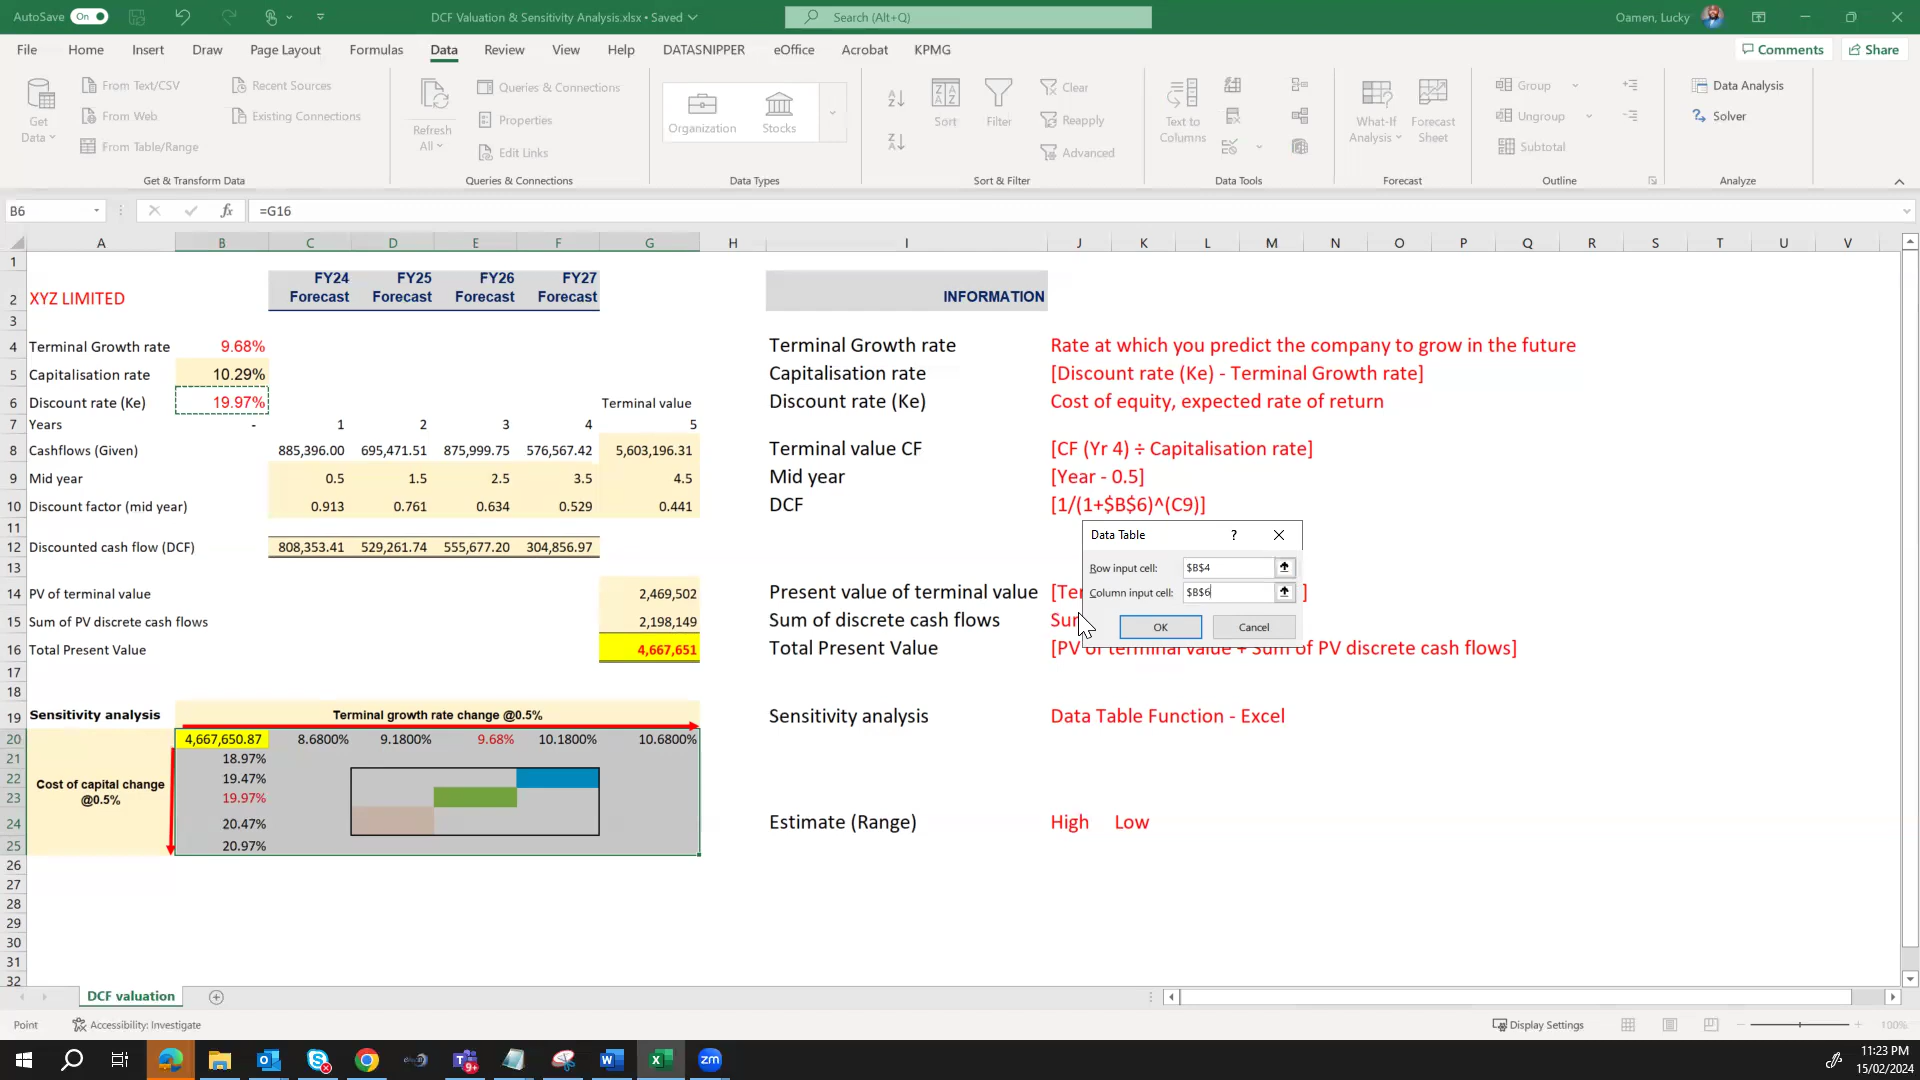 AutoSave On DCF Valuation & Sensitivity Analysis.xlsx • Saved Search (Alt+Q) Oamen, Lucky
File Home Insert Draw Page Layout Formulas Data Review View Help DATASNIPPER eOffice Acrobat KPMG Comments Share
Get Data
From Text/CSV
From Web
From Table/Range
Recent Sources
Existing Connections
Get & Transform Data
Refresh All
Queries & Connections
Properties
Edit Links
Queries & Connections
Organization Stocks
Data Types
Sort
Filter
Clear
Reapply
Advanced
Sort & Filter
Text to Columns
Data Tools
What-If Analysis
Forecast Sheet
Forecast
Group
Ungroup
Subtotal
Outline
Data Analysis
Solver
Analyze
B6 fx =G16
A B C D E F G H I J K L M N O P Q R S T U V
1
2 XYZ LIMITED FY24 Forecast FY25 Forecast FY26 Forecast FY27 Forecast INFORMATION
3
4 Terminal Growth rate 9.68% Terminal Growth rate Rate at which you predict the company to grow in the future
5 Capitalisation rate 10.29% Capitalisation rate [Discount rate (Ke) - Terminal Growth rate]
6 Discount rate (Ke) 19.97% Terminal value Discount rate (Ke) Cost of equity, expected rate of return
7 Years - 1 2 3 4 5
8 Cashflows (Given) 885,396.00 695,471.51 875,999.75 576,567.42 5,603,196.31 Terminal value CF [CF (Yr 4) ÷ Capitalisation rate]
9 Mid year 0.5 1.5 2.5 3.5 4.5 Mid year [Year - 0.5]
10 Discount factor (mid year) 0.913 0.761 0.634 0.529 0.441 DCF [1/(1+$B$6)^(C9)]
11
12 Discounted cash flow (DCF) 808,353.41 529,261.74 555,677.20 304,856.97
13
14 PV of terminal value 2,469,502 Present value of terminal value [Ter ]
15 Sum of PV discrete cash flows 2,198,149 Sum of discrete cash flows Sum
16 Total Present Value 4,667,651 Total Present Value [PV of terminal value + Sum of PV discrete cash flows]
Data Table ?
Row input cell: $B$4
Column input cell: $B$6
OK Cancel
17
18
19 Sensitivity analysis Terminal growth rate change @0.5% Sensitivity analysis Data Table Function - Excel
20 4,667,650.87 8.6800% 9.1800% 9.68% 10.1800% 10.6800%
21 18.97%
22 19.47%
Cost of capital change @0.5%
23 19.97%
24 20.47% Estimate (Range) High Low
25 20.97%
26
27
28
29
30
31
32
DCF valuation
Point Accessibility: Investigate Display Settings 100%
9+ W X zm
11:23 PM
15/02/2024